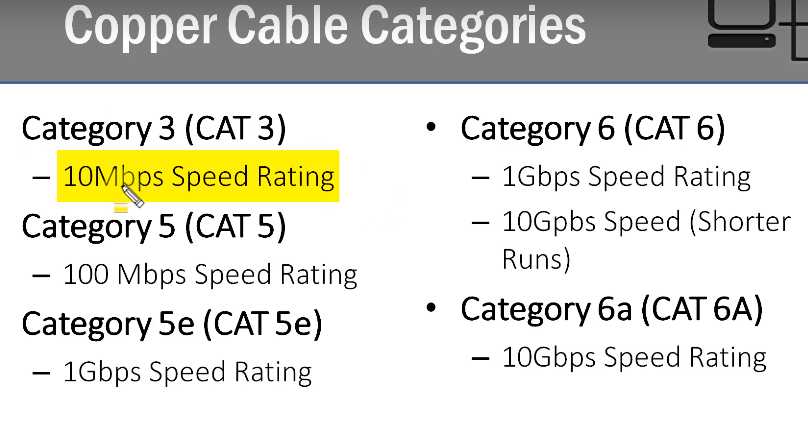 Copper Cable Categories
Category 3 (CAT 3)
– 10Mbps Speed Rating
Category 5 (CAT 5)
– 100 Mbps Speed Rating
Category 5e (CAT 5e)
– 1Gbps Speed Rating
• Category 6 (CAT 6)
– 1Gbps Speed Rating
– 10Gpbs Speed (Shorter
Runs)
• Category 6a (CAT 6A)
– 10Gbps Speed Rating